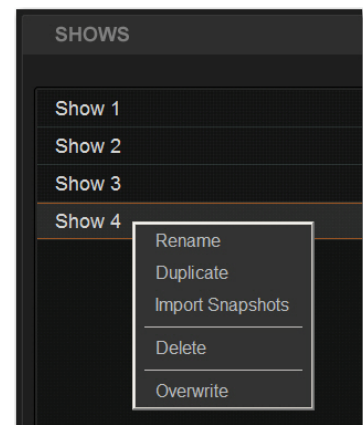 SHOWS
Show 1
Show 2
Show 3
Show 4
Rename
Duplicate
Import Snapshots
Delete
Overwrite